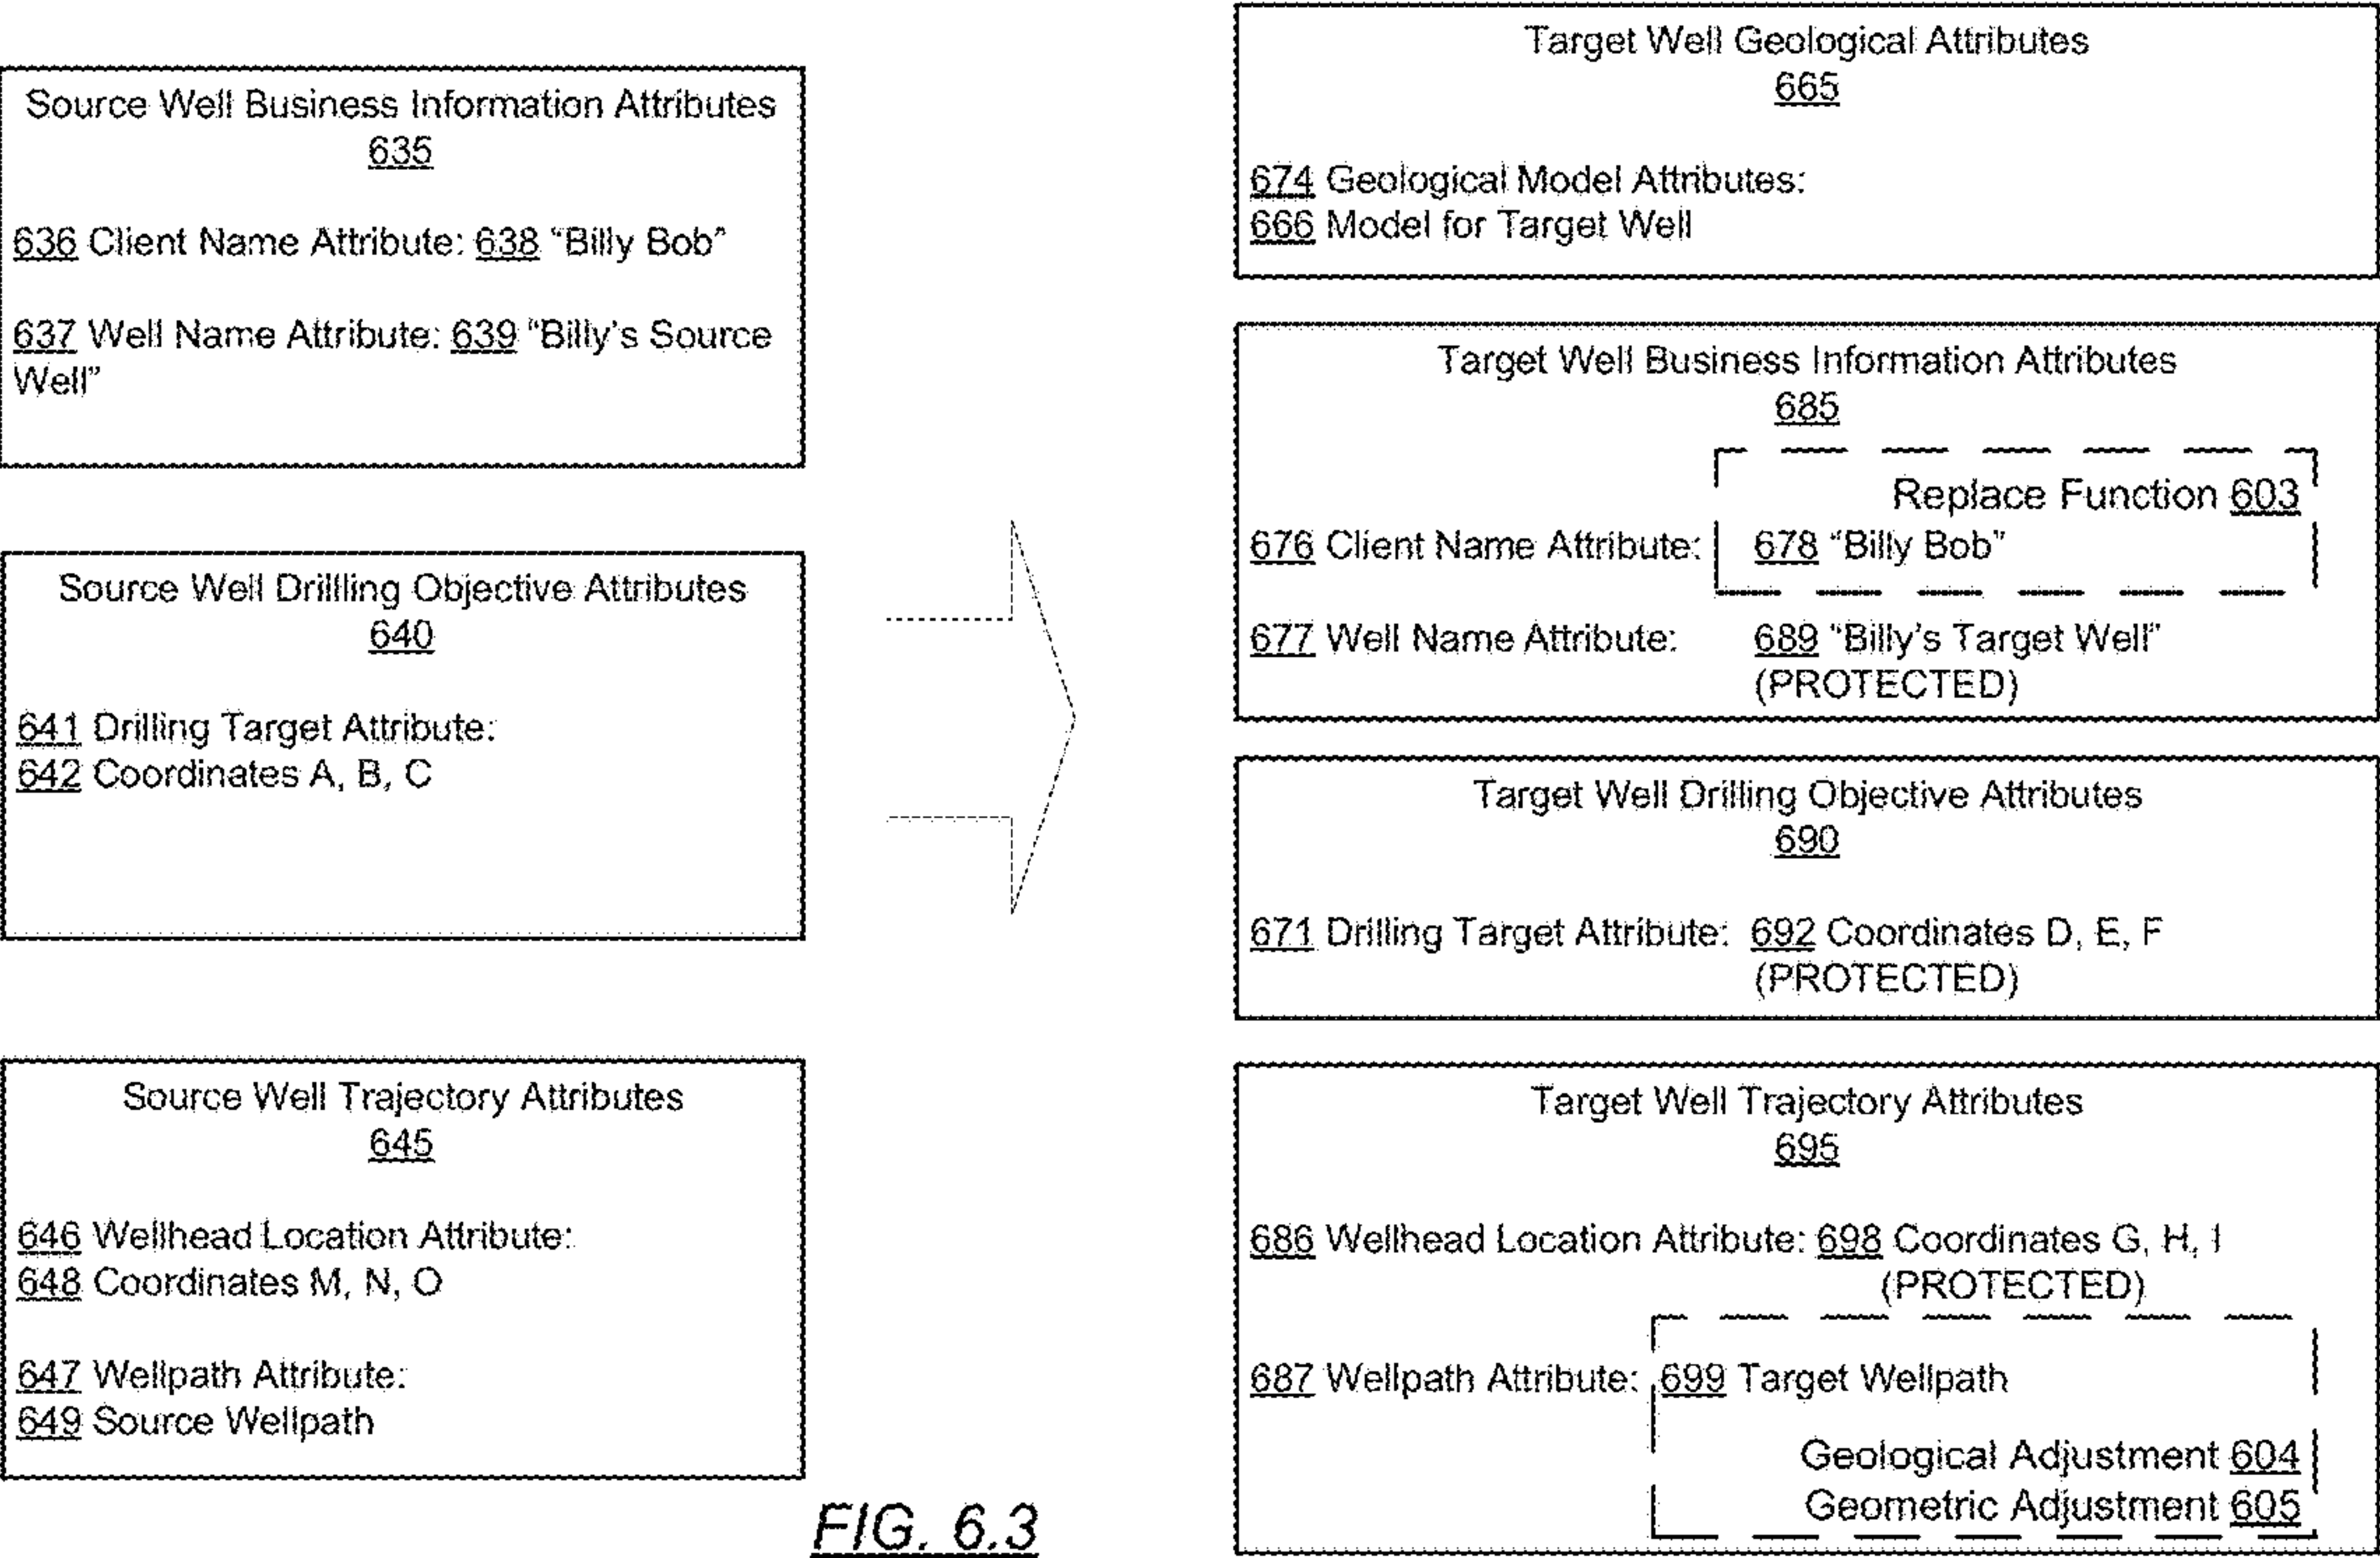 Source Well Business Information Attributes
635
636 Client Name Attribute: 638 "Billy Bob"
637 Well Name Attribute: 639 "Billy's Source
Well"
Source Well Drillling Objective Attributes
640
641 Drilling Target Attribute:
642 Coordinates A, B, C
Source Well Trajectory Attributes
645
646 Wellhead Location Attribute:
648 Coordinates M, N, O
647 Wellpath Attribute:
649 Source Wellpath
Target Well Geological Attributes
665
674 Geological Model Attributes:
666 Model for Target Well
Target Well Business Information Attributes
685
Replace Function 603
676 Client Name Attribute: 678 "Billy Bob"
677 Well Name Attribute: 689 "Billy's Target Well"
(PROTECTED)
Target Well Drilling Objective Attributes
690
671 Drilling Target Attribute: 692 Coordinates D, E, F
(PROTECTED)
Target Well Trajectory Attributes
695
686 Wellhead Location Attribute: 698 Coordinates G, H, I
(PROTECTED)
687 Wellpath Attribute: 699 Target Wellpath
Geological Adjustment 604
Geometric Adjustment 605
FIG. 6.3